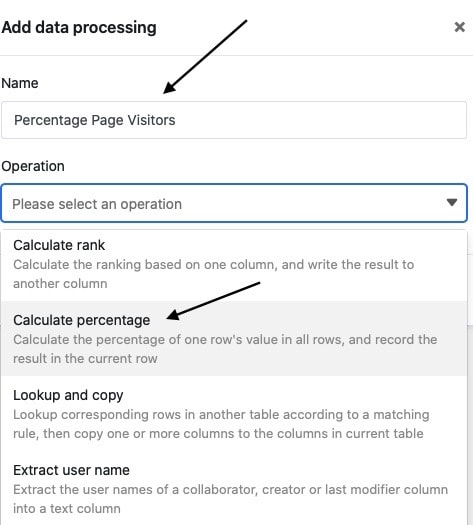 Add data processing
Name
Percentage Page Visitors
Operation
Please select an operation
Calculate rank
Calculate the ranking based on one column, and write the result to
another column
Calculate percentage
Calculate the percentage of one row's value in all rows, and record the
result in the current row
Lookup and copy
Lookup corresponding rows in another table according to a matching
rule, then copy one or more columns to the columns in current table
Extract user name
Extract the user names of a collaborator, creator or last modifier column
into a text column